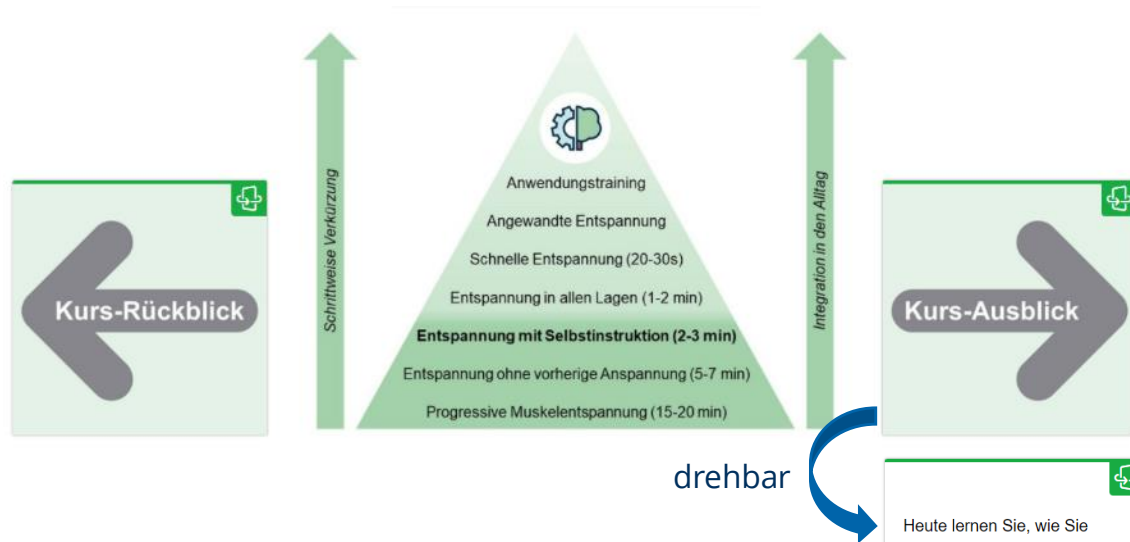 Kurs-Rückblick
Schrittweise Verkürzung
Anwendungstraining
Angewandte Entspannung
Schnelle Entspannung (20-30s)
Entspannung in allen Lagen (1-2 min)
Entspannung mit Selbstinstruktion (2-3 min)
Entspannung ohne vorherige Anspannung (5-7 min)
Progressive Muskelentspannung (15-20 min)
Integration in den Alltag
Kurs-Ausblick
drehbar
Heute lernen Sie, wie Sie